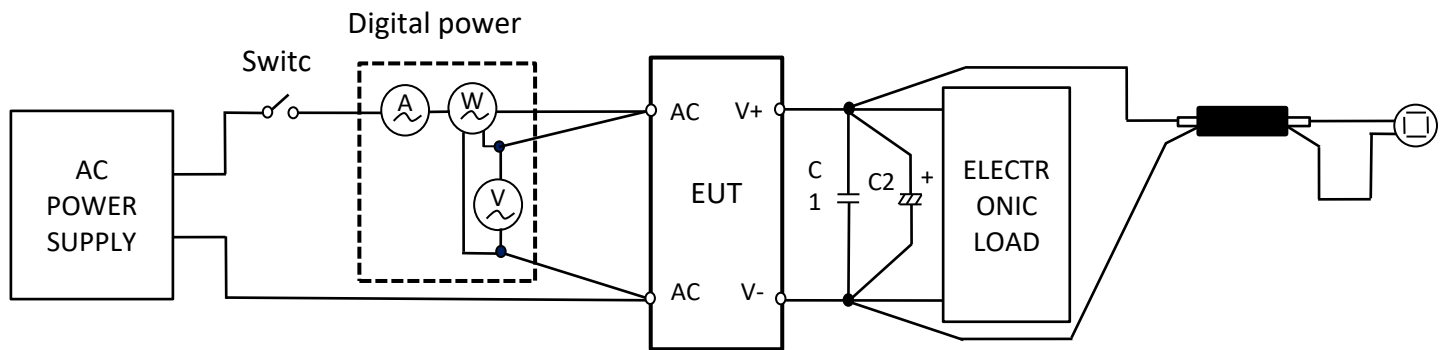 Digital power
Switc
A
W
V
AC
POWER
SUPPLY
AC
V+
EUT
AC
V-
C
1
C2
+
ELECTR
ONIC
LOAD